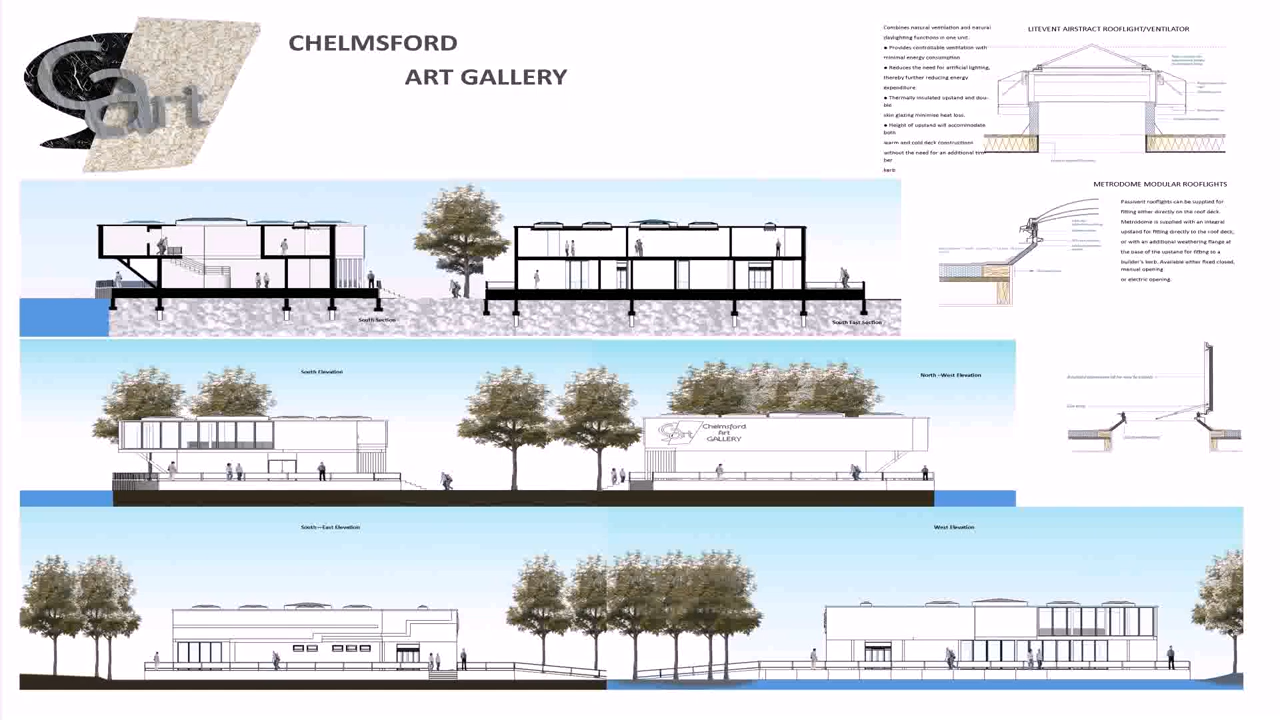 Cart
CHELMSFORD
ART GALLERY
Combines natural ventilation and natural
daylighting functions in one unit.
● Provides controllable ventilation with
minimal energy consumption
● Reduces the need for artificial lighting,
thereby further reducing energy
expenditure.
● Thermally insulated upstand and dou-
ble
skin glazing minimise heat loss.
● Height of upstand will accommodate
both
warm and cold deck constructions
without the need for an additional tim
ber
kerb
LITEVENT AIRSTRACT ROOFLIGHT/VENTILATOR
METRODOME MODULAR ROOFLIGHTS
Pasavent rooflights can be supplied for
fitting either directly on the roof deck.
Metrodome is supplied with an integral
upstand for fitting directly to the roof deck,
or with an additional weathering flange at
the base of the upstand for fitting to a
builder's kerb. Available either fixed closed,
manual opening
or electric opening.
South Section
South East Section
South Elevation
North -West Elevation
Cart
Chelmsford
Art
GALLERY
South—East Elevation
West Elevation